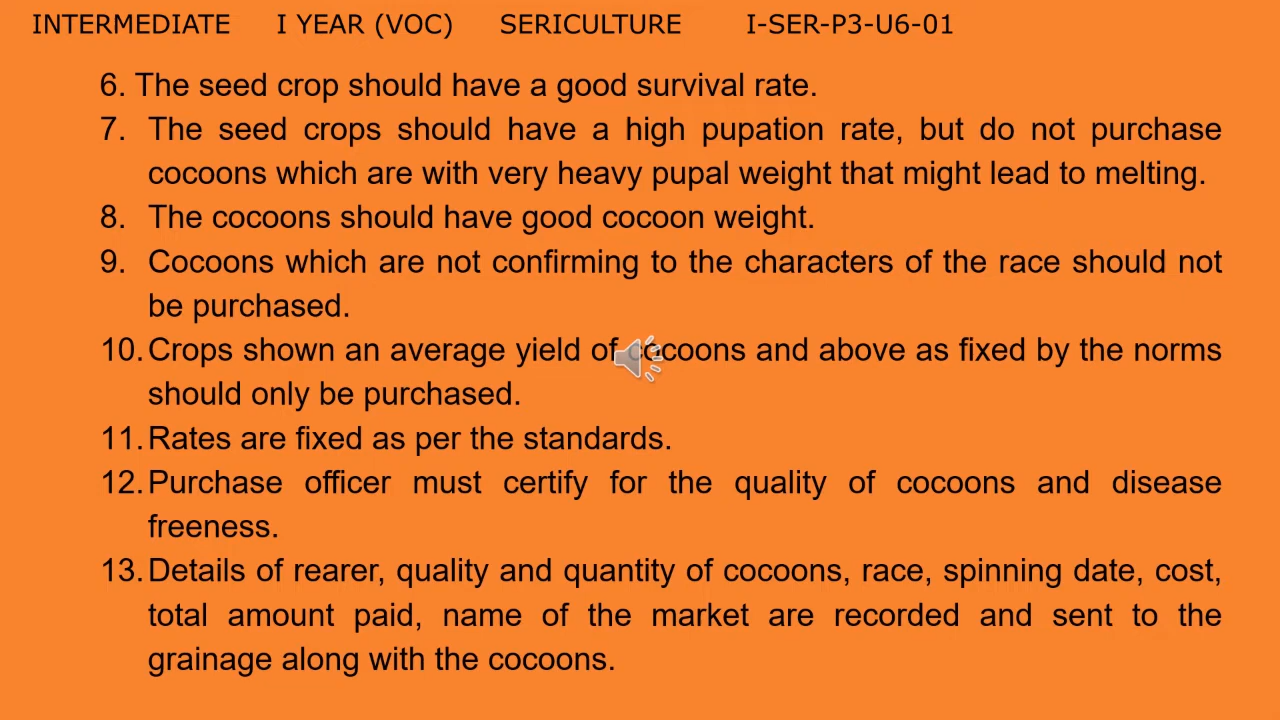 INTERMEDIATE I YEAR (VOC) SERICULTURE I-SER-P3-U6-01
6. The seed crop should have a good survival rate.
7. The seed crops should have a high pupation rate, but do not purchase
cocoons which are with very heavy pupal weight that might lead to melting.
8. The cocoons should have good cocoon weight.
9. Cocoons which are not confirming to the characters of the race should not
be purchased.
10. Crops shown an average yield of cocoons and above as fixed by the norms
should only be purchased.
11. Rates are fixed as per the standards.
12. Purchase officer must certify for the quality of cocoons and disease
freeness.
13. Details of rearer, quality and quantity of cocoons, race, spinning date, cost,
total amount paid, name of the market are recorded and sent to the
grainage along with the cocoons.